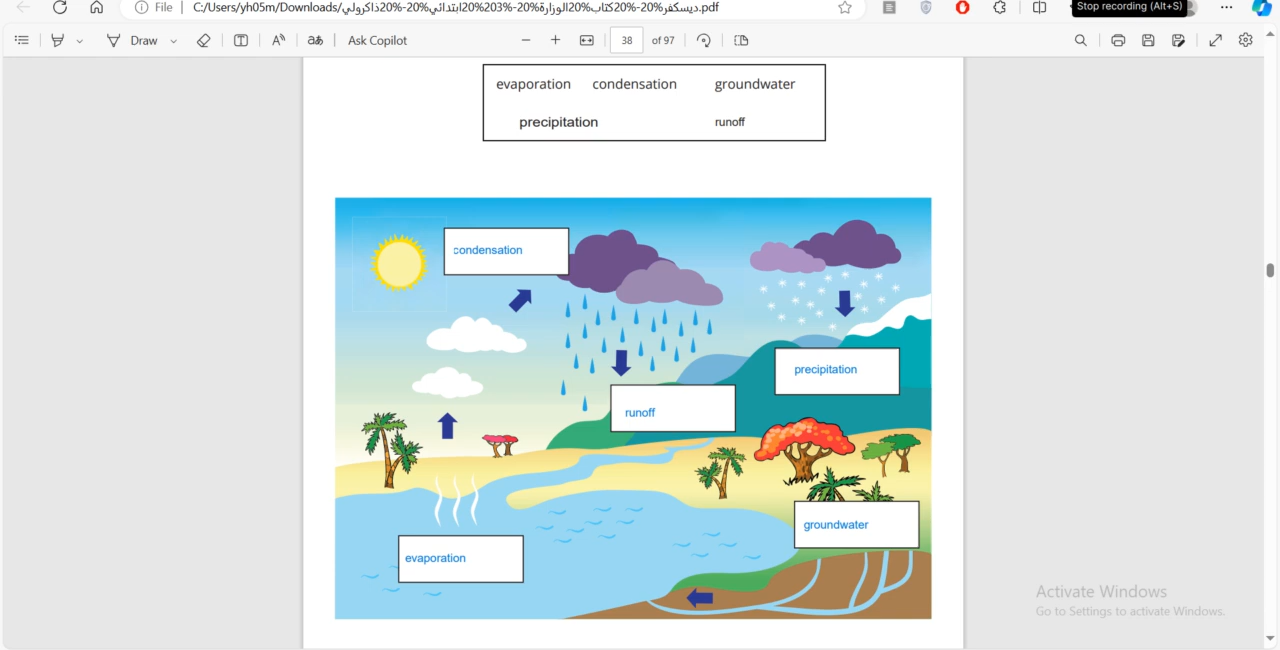 File
C:/Users/yh05m/Downloads/ديسكفر%20-%20كتاب%20الوزارة%20-%203%20ابتدائي%20-%20ذاكرولي.pdf
Stop recording (Alt+S)
Draw
Ask Copilot
38
of 97
evaporation condensation groundwater
precipitation runoff
condensation
precipitation
runoff
groundwater
evaporation
Activate Windows
Go to Settings to activate Windows.